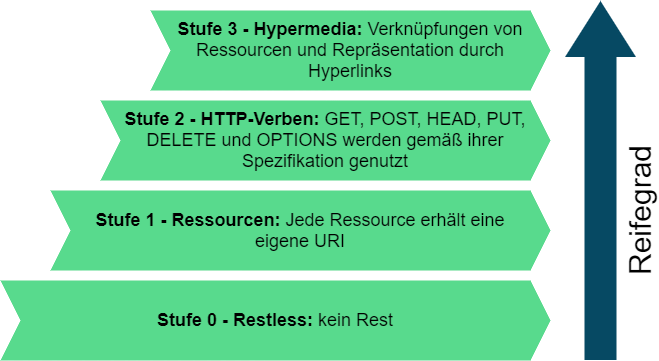 Stufe 3 - Hypermedia: Verknüpfungen von
Ressourcen und Repräsentation durch
Hyperlinks
Stufe 2 - HTTP-Verben: GET, POST, HEAD, PUT,
DELETE und OPTIONS werden gemäß ihrer
Spezifikation genutzt
Stufe 1 - Ressourcen: Jede Ressource erhält eine
eigene URI
Stufe 0 - Restless: kein Rest
Reifegrad